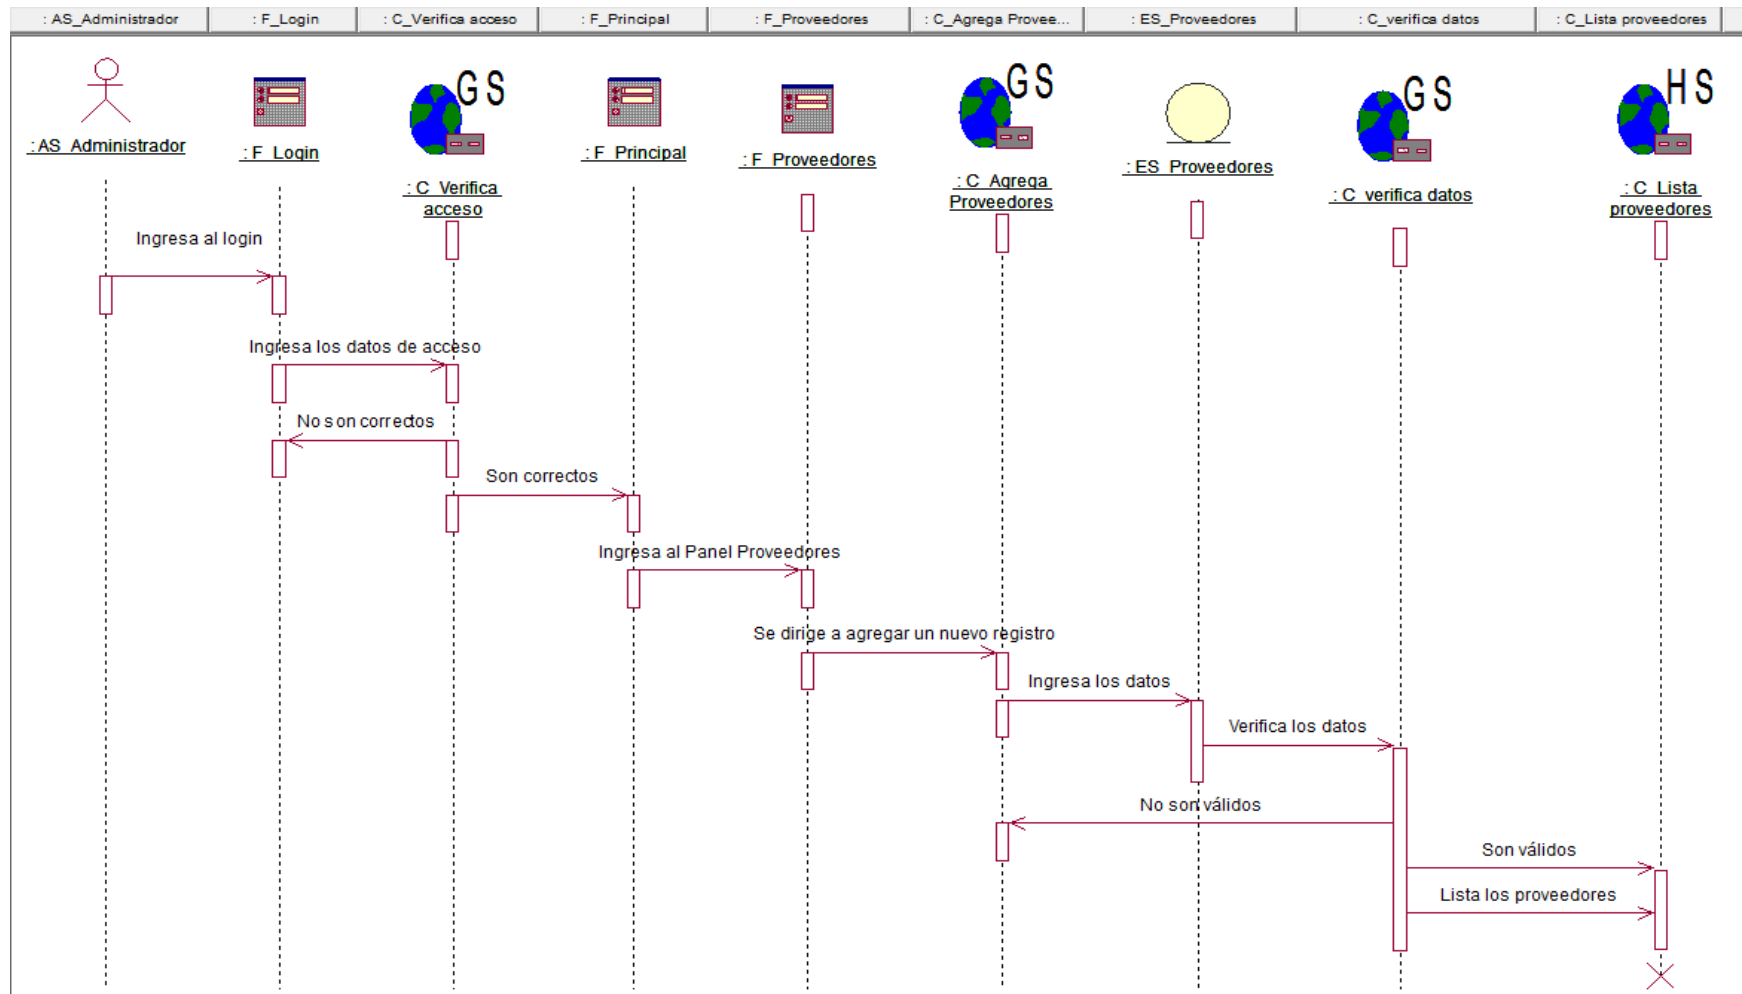 : AS_Administrador
: F_Login
: C_Verifica acceso
: F_Principal
: F_Proveedores
: C_Agrega Provee...
: ES_Proveedores
: C_verifica datos
: C_Lista proveedores
GS
GS
GS
HS
: AS_Administrador
: F_Login
: C_Verifica
acceso
: F_Principal
: F_Proveedores
: C_Agrega
Proveedores
: ES_Proveedores
: C_verifica datos
: C_Lista
proveedores
Ingresa al login
Ingresa los datos de acceso
No son correctos
Son correctos
Ingresa al Panel Proveedores
Se dirige a agregar un nuevo registro
Ingresa los datos
Verifica los datos
No son válidos
Son válidos
Lista los proveedores